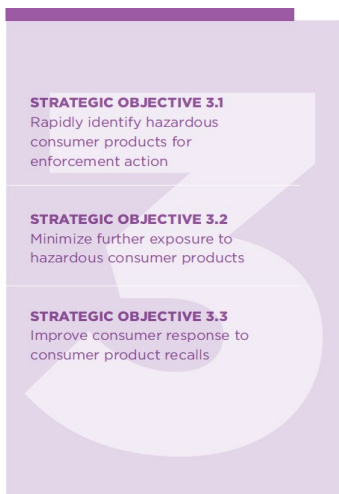 3
STRATEGIC OBJECTIVE 3.1
Rapidly identify hazardous
consumer products for
enforcement action
STRATEGIC OBJECTIVE 3.2
Minimize further exposure to
hazardous consumer products
STRATEGIC OBJECTIVE 3.3
Improve consumer response to
consumer product recalls